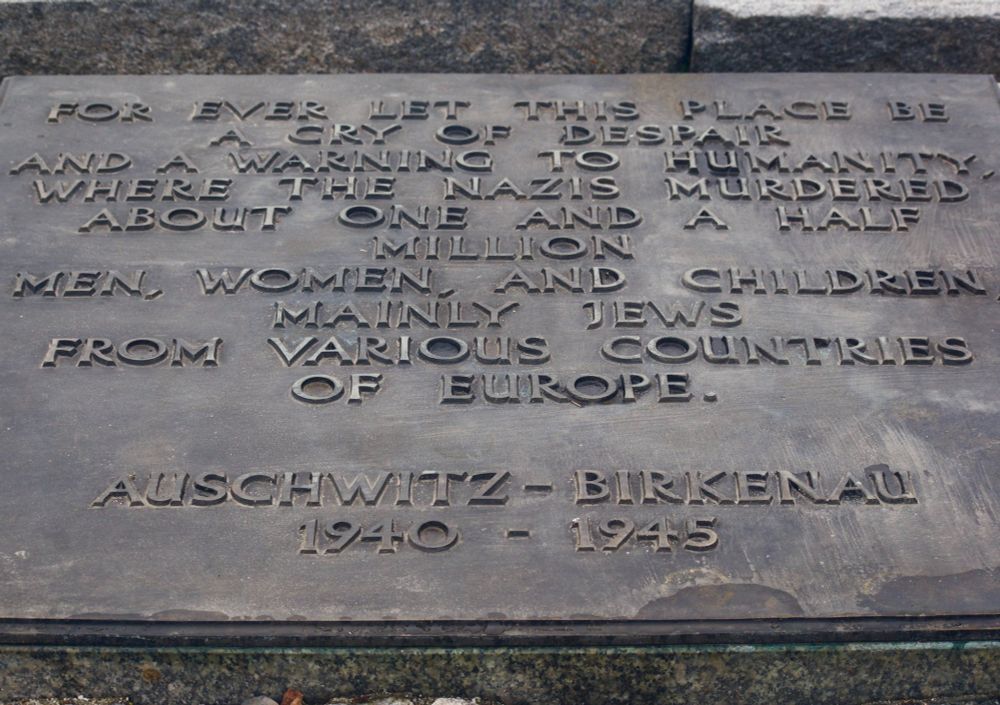 FOR EVER LET THIS PLACE BE
A CRY OF DESPAIR
AND A WARNING TO HUMANITY,
WHERE THE NAZIS MURDERED
ABOUT ONE AND A HALF
MILLION
MEN, WOMEN, AND CHILDREN,
MAINLY JEWS
FROM VARIOUS COUNTRIES
OF EUROPE.
AUSCHWITZ - BIRKENAU
1940 - 1945